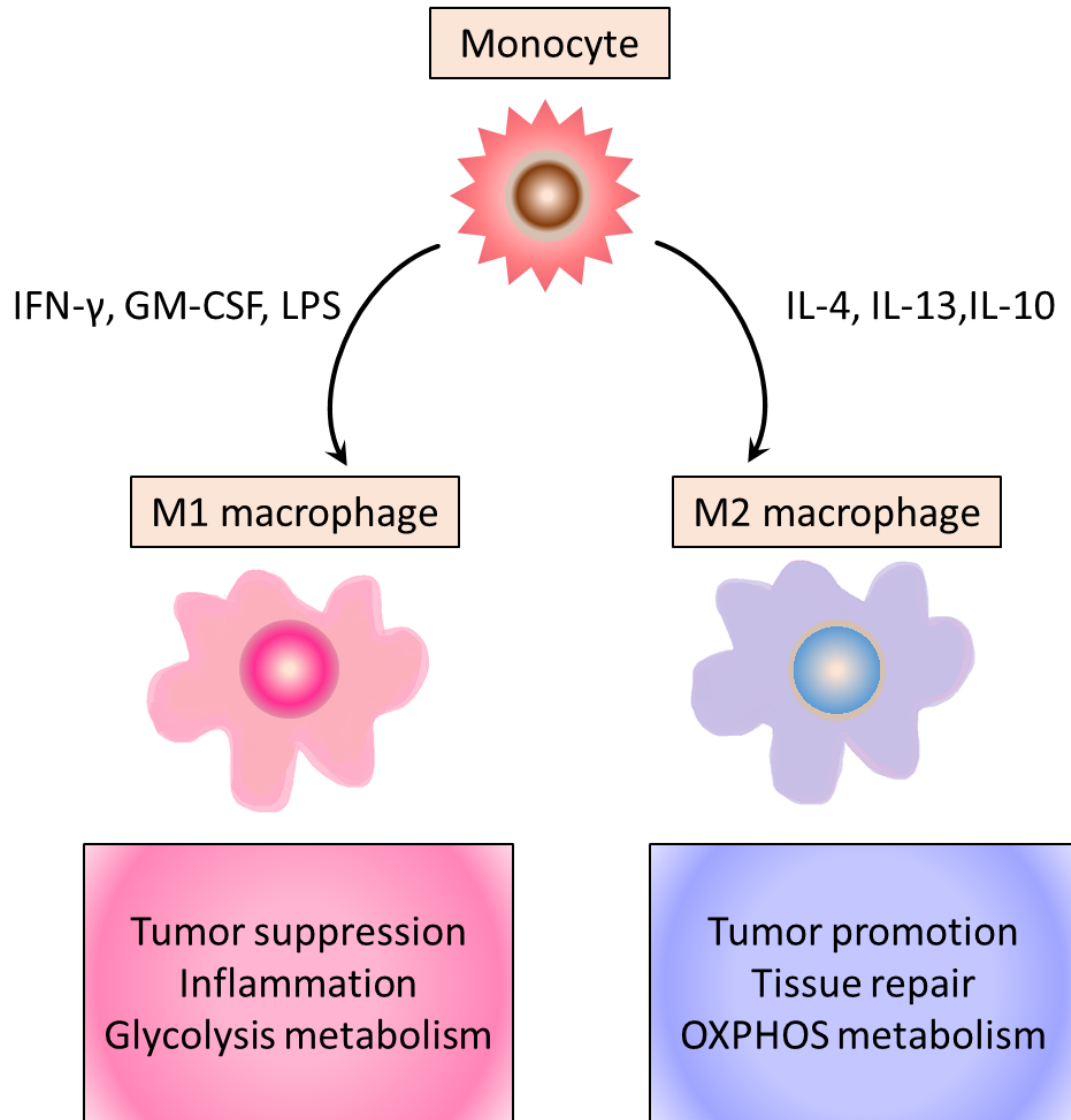 Monocyte
IFN-γ, GM-CSF, LPS
IL-4, IL-13,IL-10
M1 macrophage
M2 macrophage
Tumor suppression
Inflammation
Glycolysis metabolism
Tumor promotion
Tissue repair
OXPHOS metabolism